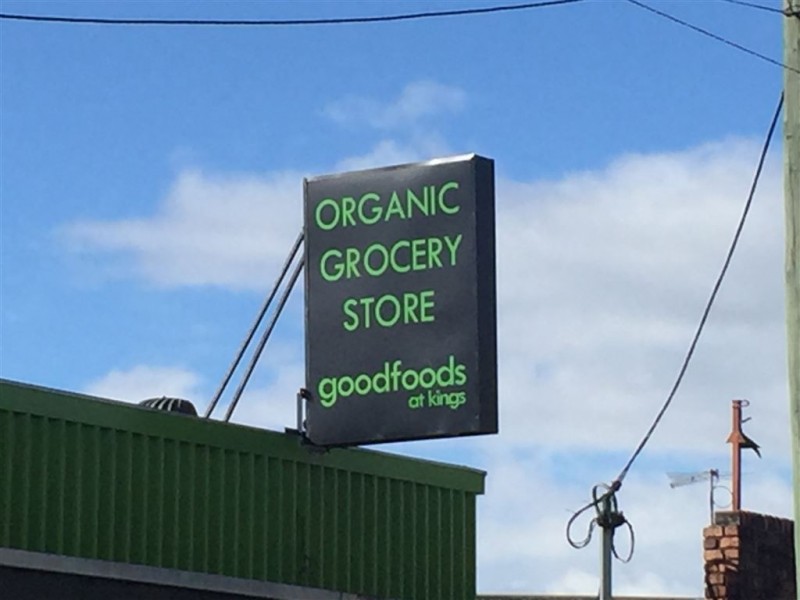 ORGANIC
GROCERY
STORE
goodfoods
at kings